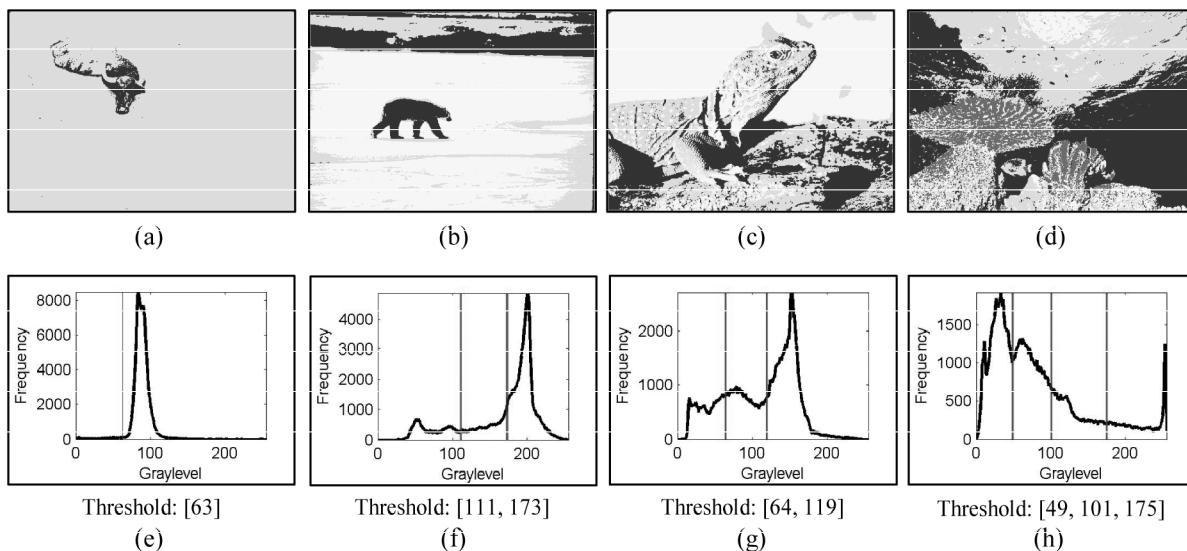 (a)
(b)
(c)
(d)
8000
6000
4000
2000
0
Frequency
0
100
200
Graylevel
4000
3000
2000
1000
0
Frequency
0
100
200
Graylevel
2000
1000
0
Frequency
0
100
200
Graylevel
1500
1000
500
0
Frequency
0
100
200
Graylevel
Threshold: [63]
Threshold: [111, 173]
Threshold: [64, 119]
Threshold: [49, 101, 175]
(e)
(f)
(g)
(h)